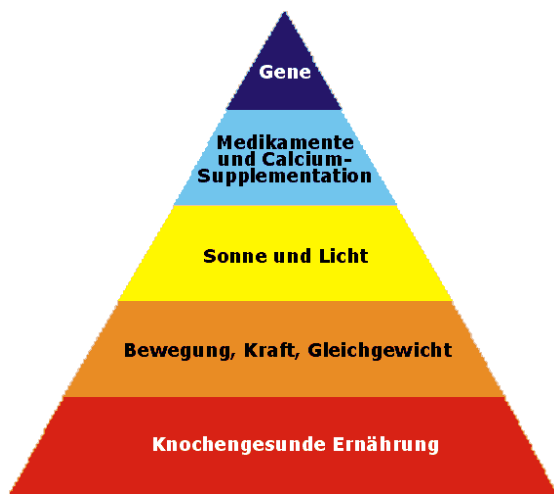 Gene
Medikamente
und Calcium-
Supplementation
Sonne und Licht
Bewegung, Kraft, Gleichgewicht
Knochengesunde Ernährung